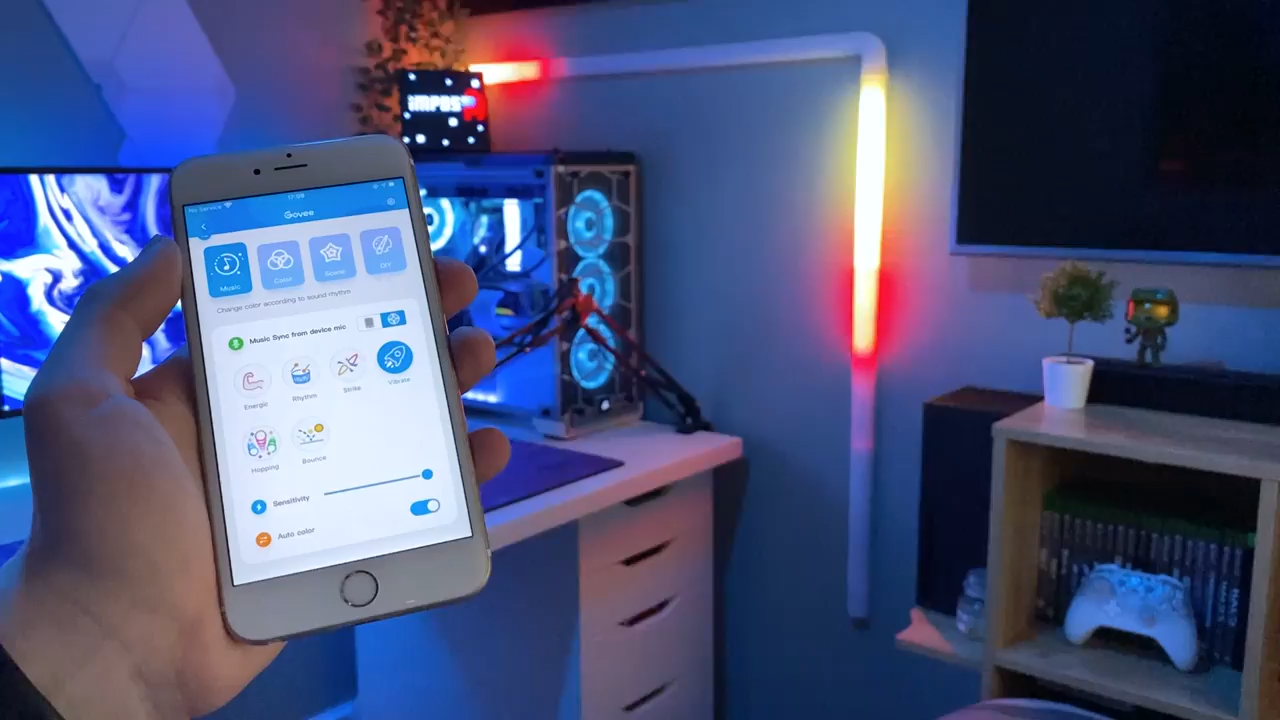 iMPOS
No Service
17:08
Govee
Music
Color
Scene
DIY
Change color according to sound rhythm
Music Sync from device mic
Energic
Rhythm
Strike
Vibrate
Hopping
Bounce
Sensitivity
Auto color
HALO